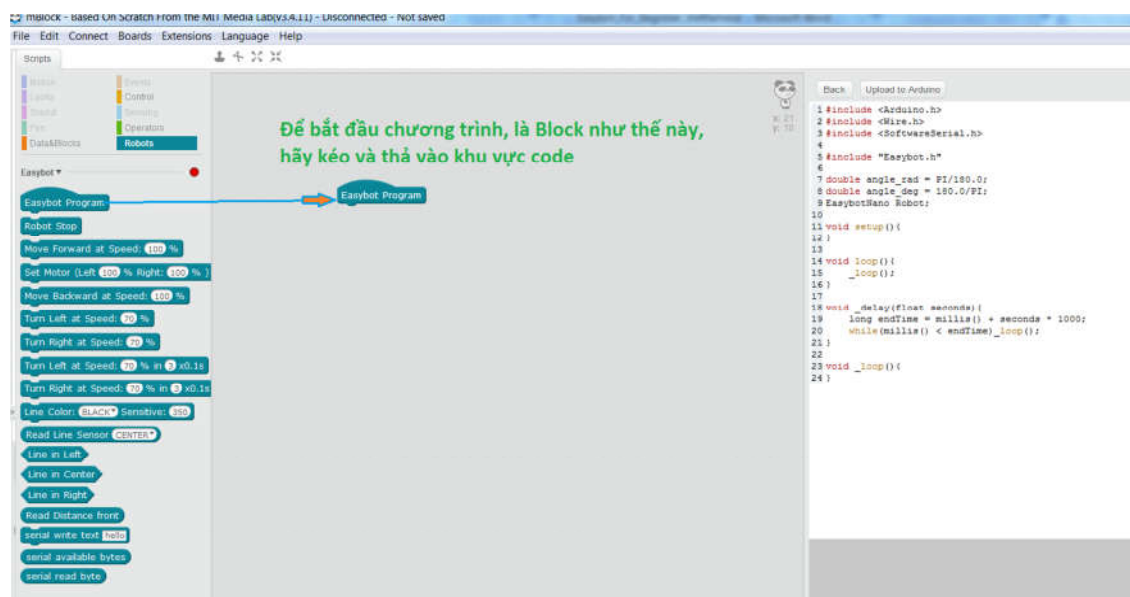 mBlock - Based On Scratch From the MIT Media Lab(v3.4.11) - Disconnected - Not saved
File Edit Connect Boards Extensions Language Help
Scripts
Motion Events
Looks Control
Sound Sensing
Pen Operators
Data&Blocks Robots
Easybot
Easybot Program
Robot Stop
Move Forward at Speed: 100 %
Set Motor (Left 100 % Right: 100 % )
Move Backward at Speed: 100 %
Turn Left at Speed: 70 %
Turn Right at Speed: 70 %
Turn Left at Speed: 70 % in 3 x0.1s
Turn Right at Speed: 70 % in 3 x0.1s
Line Color: BLACK Sensitive: 350
Read Line Sensor CENTER
Line in Left
Line in Center
Line in Right
Read Distance front
serial write text hello
serial available bytes
serial read byte
Để bắt đầu chương trình, là Block như thế này,
hãy kéo và thả vào khu vực code
Easybot Program
x: 21
y: 10
Back Upload to Arduino
1 #include <Arduino.h>
2 #include <Wire.h>
3 #include <SoftwareSerial.h>
4
5 #include "Easybot.h"
6
7 double angle_rad = PI/180.0;
8 double angle_deg = 180.0/PI;
9 EasybotNano Robot;
10
11 void setup(){
12 }
13
14 void loop(){
15 _loop();
16 }
17
18 void _delay(float seconds){
19 long endTime = millis() + seconds * 1000;
20 while(millis() < endTime)_loop();
21 }
22
23 void _loop(){
24 }